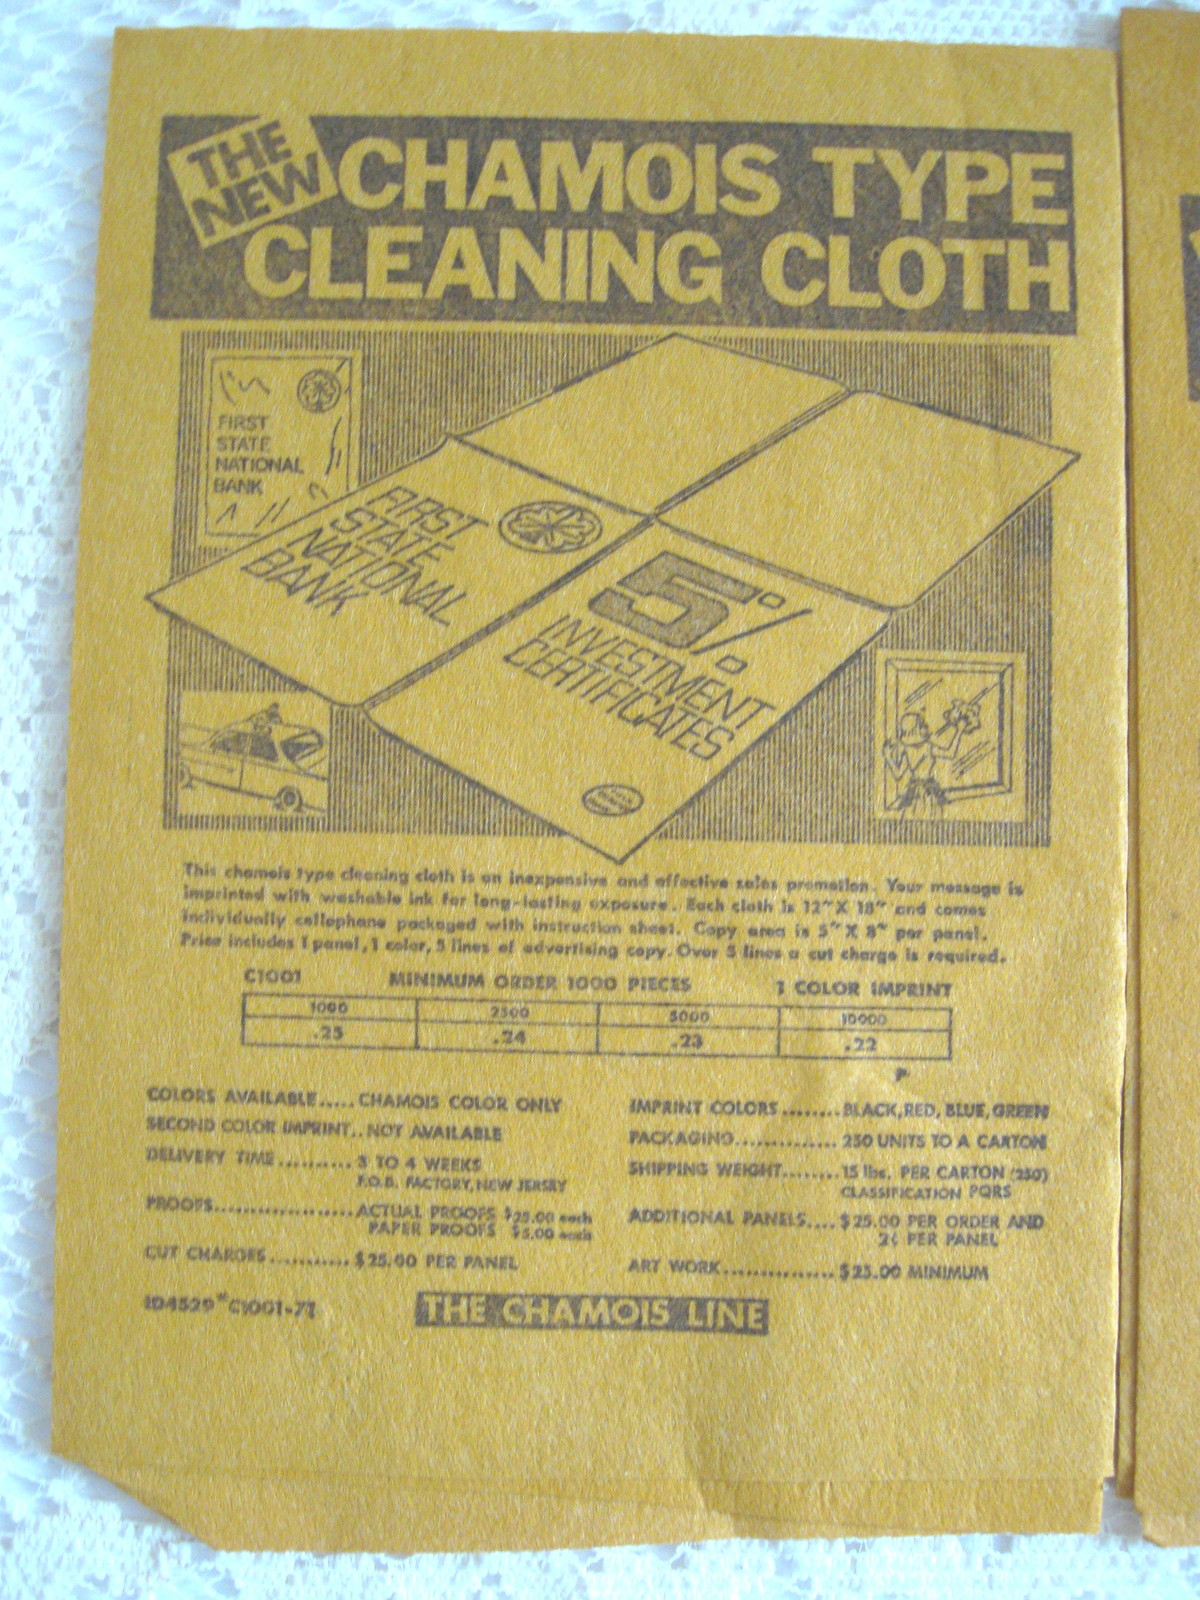 THE NEW CHAMOIS TYPE
CLEANING CLOTH
FIRST
STATE
NATIONAL
BANK
FIRST
STATE
NATIONAL
BANK
5%
INVESTMENT
CERTIFICATES
This chamois type cleaning cloth is an inexpensive and effective sales promotion. Your message is
imprinted with washable ink for long-lasting exposure. Each cloth is 12" X 18" and comes
individually cellophane packaged with instruction sheet. Copy area is 5" X 8" per panel.
Price includes 1 panel, 1 color, 5 lines of advertising copy. Over 5 lines a cut charge is required.
C1001 MINIMUM ORDER 1000 PIECES 1 COLOR IMPRINT
1000 2500 5000 10000
.25 .24 .23 .22
P
COLORS AVAILABLE..... CHAMOIS COLOR ONLY
SECOND COLOR IMPRINT.. NOT AVAILABLE
DELIVERY TIME.......... 3 TO 4 WEEKS
F.O.B. FACTORY, NEW JERSEY
PROOFS.................. ACTUAL PROOFS $25.00 each
PAPER PROOFS $5.00 each
CUT CHARGES........... $25.00 PER PANEL
IMPRINT COLORS........ BLACK, RED, BLUE, GREEN
PACKAGING.............. 250 UNITS TO A CARTON
SHIPPING WEIGHT....... 15 lbs. PER CARTON (250)
CLASSIFICATION PQRS
ADDITIONAL PANELS.... $25.00 PER ORDER AND
2¢ PER PANEL
ART WORK............... $25.00 MINIMUM
THE CHAMOIS LINE